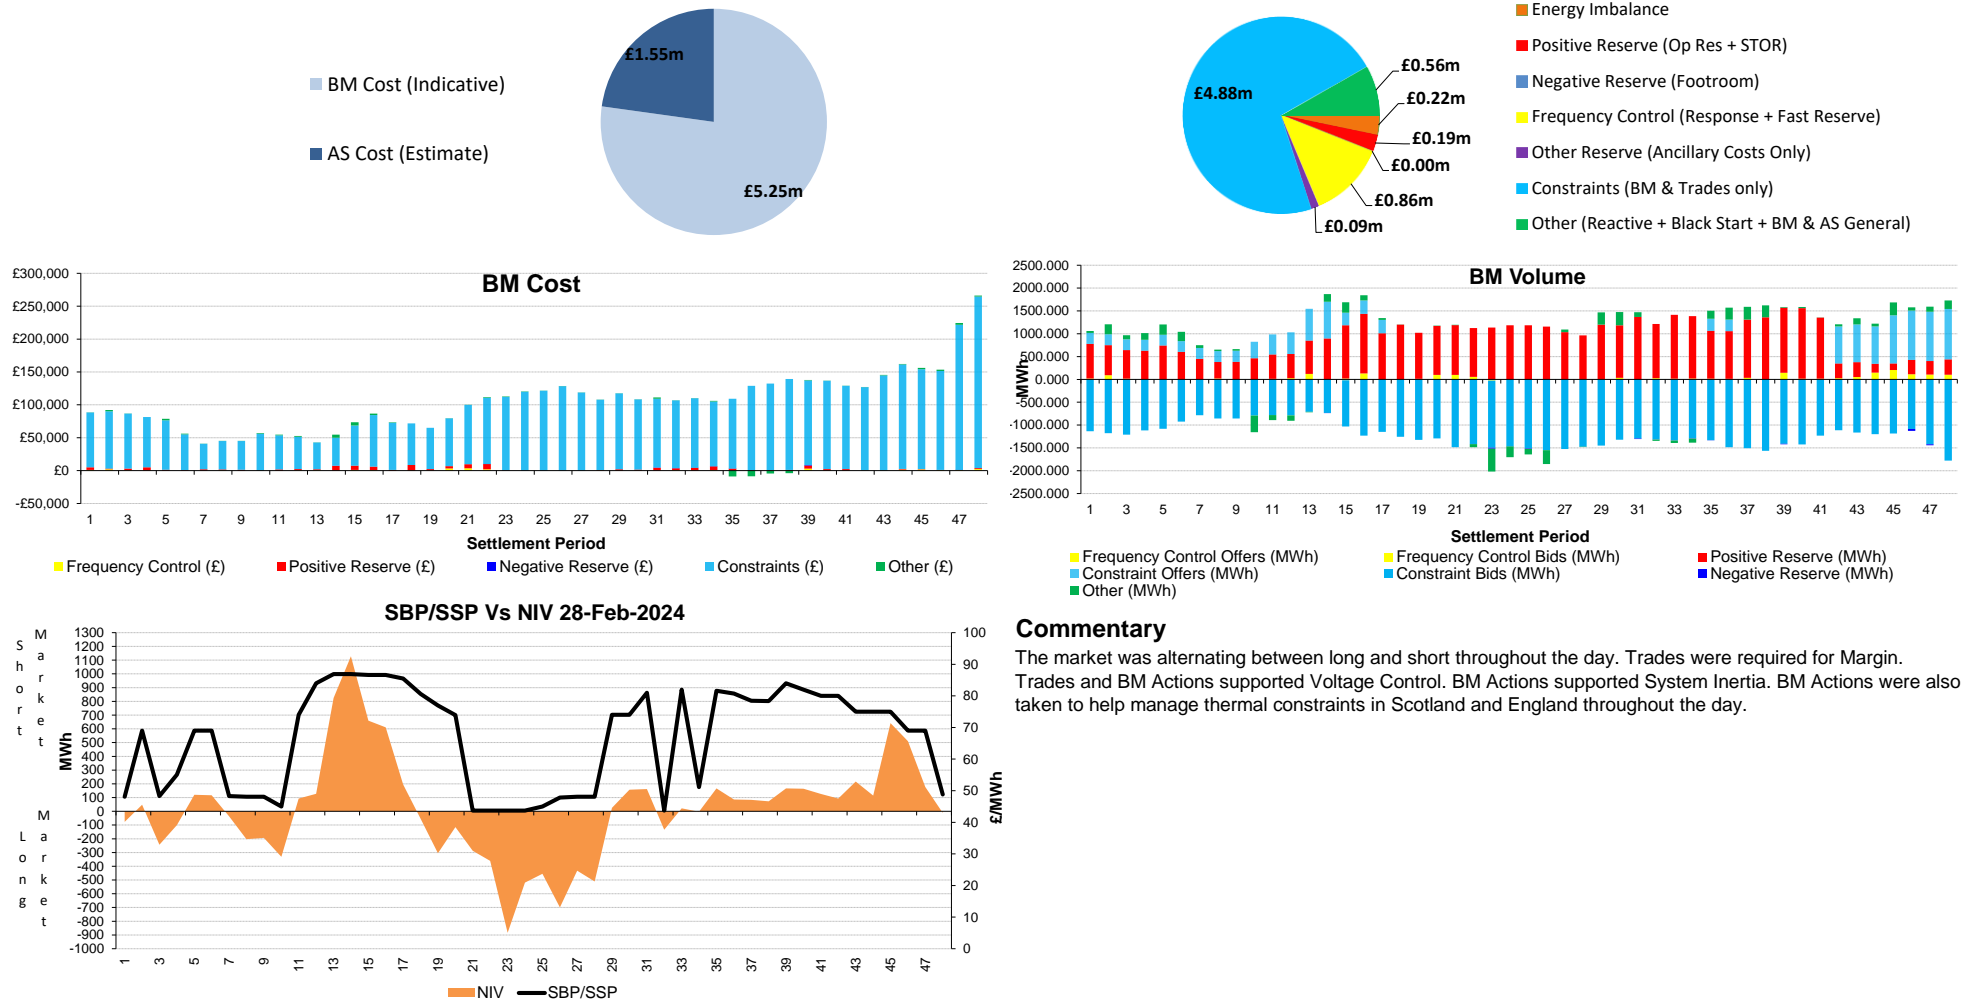 £1.55m
BM Cost (Indicative)
AS Cost (Estimate)
£5.25m
Energy Imbalance
Positive Reserve (Op Res + STOR)
Negative Reserve (Footroom)
Frequency Control (Response + Fast Reserve)
Other Reserve (Ancillary Costs Only)
Constraints (BM & Trades only)
Other (Reactive + Black Start + BM & AS General)
£4.88m
£0.56m
£0.22m
£0.19m
£0.00m
£0.86m
£0.09m
BM Cost
£300,000
£250,000
£200,000
£150,000
£100,000
£50,000
£0
-£50,000
1 3 5 7 9 11 13 15 17 19 21 23 25 27 29 31 33 35 37 39 41 43 45 47
Settlement Period
Frequency Control (£) Positive Reserve (£) Negative Reserve (£) Constraints (£) Other (£)
BM Volume
2500.000
2000.000
1500.000
1000.000
500.000
0.000
-500.000
-1000.000
-1500.000
-2000.000
-2500.000
MWh
1 3 5 7 9 11 13 15 17 19 21 23 25 27 29 31 33 35 37 39 41 43 45 47
Settlement Period
Frequency Control Offers (MWh) Frequency Control Bids (MWh) Positive Reserve (MWh)
Constraint Offers (MWh) Constraint Bids (MWh) Negative Reserve (MWh)
Other (MWh)
SBP/SSP Vs NIV 28-Feb-2024
Short Market
Long Market
MWh
1300
1200
1100
1000
900
800
700
600
500
400
300
200
100
0
-100
-200
-300
-400
-500
-600
-700
-800
-900
-1000
100
90
80
70
60
50
40
30
20
10
0
£/MWh
1 3 5 7 9 11 13 15 17 19 21 23 25 27 29 31 33 35 37 39 41 43 45 47
NIV SBP/SSP
Commentary
The market was alternating between long and short throughout the day. Trades were required for Margin.
Trades and BM Actions supported Voltage Control. BM Actions supported System Inertia. BM Actions were also
taken to help manage thermal constraints in Scotland and England throughout the day.